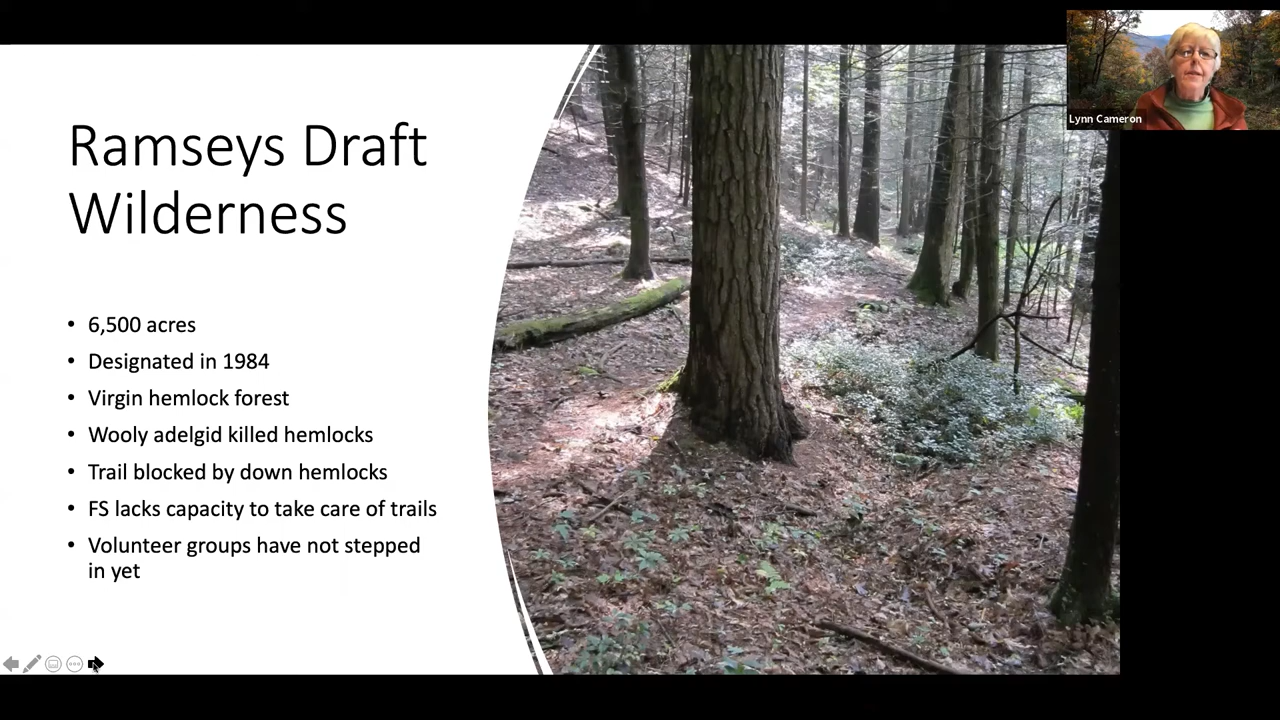 Lynn Cameron
Ramseys Draft
Wilderness
• 6,500 acres
• Designated in 1984
• Virgin hemlock forest
• Wooly adelgid killed hemlocks
• Trail blocked by down hemlocks
• FS lacks capacity to take care of trails
• Volunteer groups have not stepped
in yet